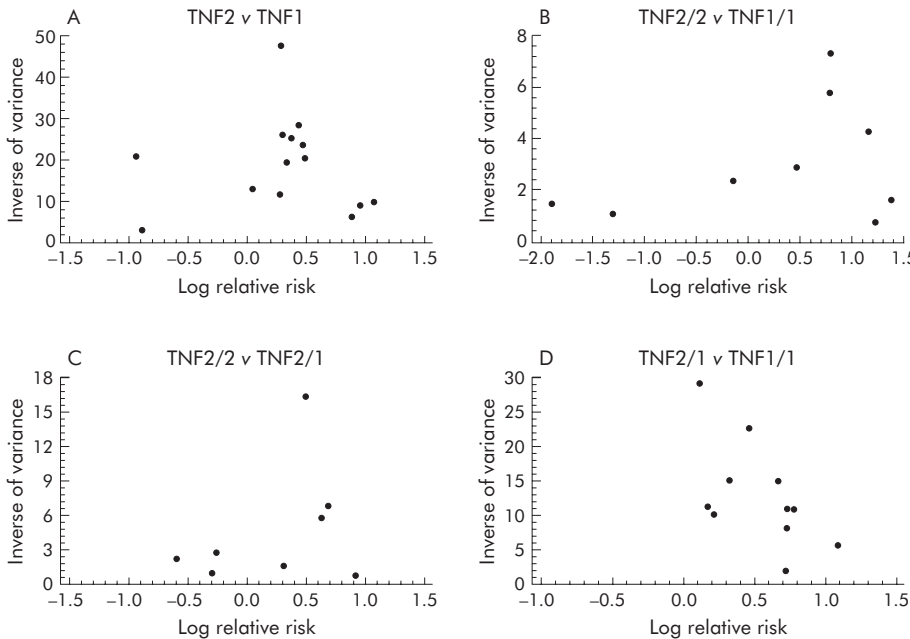 A
TNF2 v TNF1
Inverse of variance
50
40
30
20
10
0
–1.5 –1.0 –0.5 0.0 0.5 1.0 1.5
Log relative risk
B
TNF2/2 v TNF1/1
Inverse of variance
8
6
4
2
0
–2.0 –1.5 –1.0 –0.5 0.0 0.5 1.0 1.5
Log relative risk
C
TNF2/2 v TNF2/1
Inverse of variance
18
15
12
9
6
3
0
–1.5 –1.0 –0.5 0.0 0.5 1.0 1.5
Log relative risk
D
TNF2/1 v TNF1/1
Inverse of variance
30
25
20
15
10
5
0
–1.0 –0.5 0.0 0.5 1.0 1.5
Log relative risk